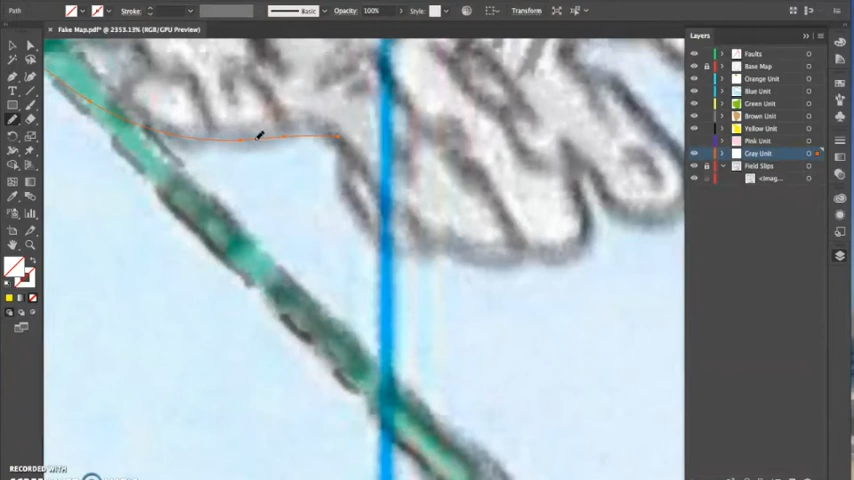 Path
Stroke:
Basic
Opacity: 100%
Style:
Transform
Fake Map.pdf* @ 2353.13% (RGB/GPU Preview)
Layers
Faults
Base Map
Orange Unit
Blue Unit
Green Unit
Brown Unit
Yellow Unit
Pink Unit
Gray Unit
Field Slips
<Imag...
RECORDED WITH